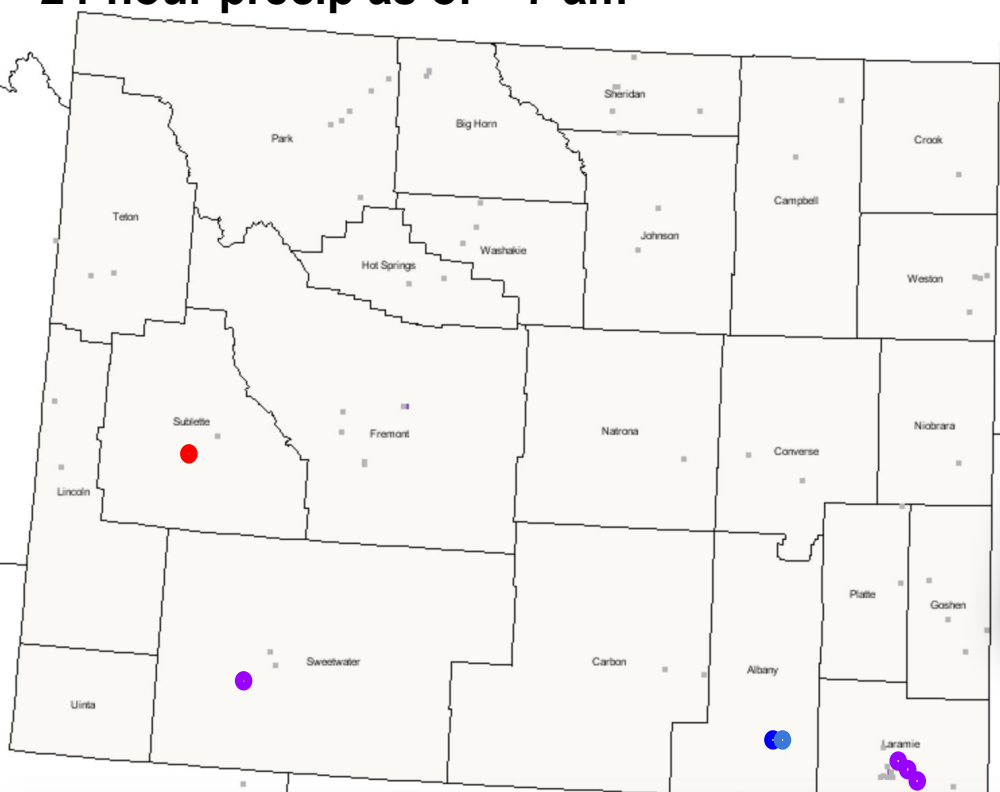 24 hour precip as of 7 am
Sheridan
Big Horn
Park
Crook
Campbell
Teton
Johnson
Washakie
Hot Springs
Weston
Sublette
Niobrara
Natrona
Fremont
Converse
Lincoln
Platte
Goshen
Sweetwater
Carbon
Albany
Uinta
Laramie